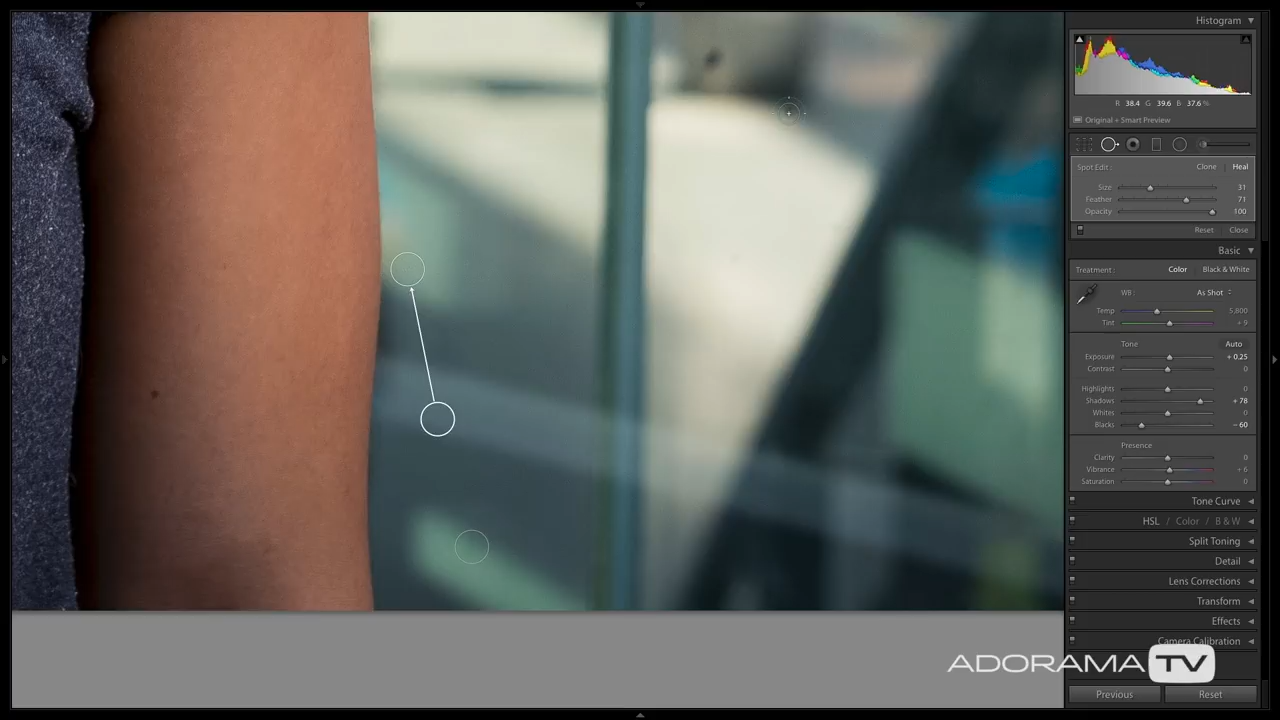 Histogram
R 38.4 G 39.6 B 37.6 %
Original + Smart Preview
Spot Edit : Clone | Heal
Size 31
Feather 71
Opacity 100
Reset Close
Basic
Treatment : Color | Black & White
WB : As Shot
Temp 5,800
Tint + 9
Tone Auto
Exposure + 0.25
Contrast 0
Highlights 0
Shadows + 78
Whites 0
Blacks − 60
Presence
Clarity 0
Vibrance + 6
Saturation 0
Tone Curve
HSL / Color / B & W
Split Toning
Detail
Lens Corrections
Transform
Effects
Camera Calibration
ADORAMA TV
Previous Reset